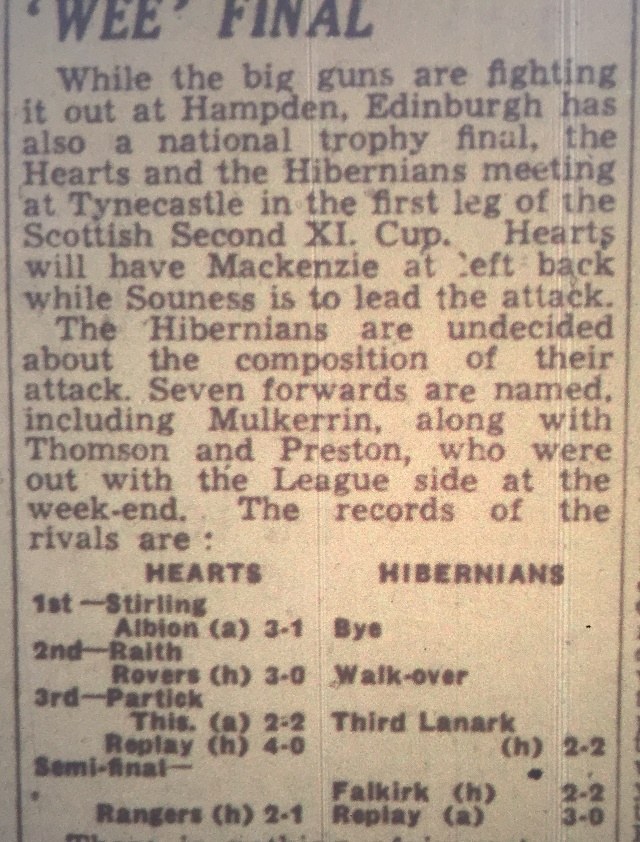 'WEE' FINAL
While the big guns are fighting
it out at Hampden, Edinburgh has
also a national trophy final, the
Hearts and the Hibernians meeting
at Tynecastle in the first leg of the
Scottish Second XI. Cup. Hearts
will have Mackenzie at left back
while Souness is to lead the attack.
The Hibernians are undecided
about the composition of their
attack. Seven forwards are named,
including Mulkerrin, along with
Thomson and Preston, who were
out with the League side at the
week-end. The records of the
rivals are :
HEARTS HIBERNIANS
1st—Stirling
Albion (a) 3-1 Bye
2nd—Raith
Rovers (h) 3-0 Walk-over
3rd—Partick
This. (a) 2-2 Third Lanark
Replay (h) 4-0 (h) 2-2
Semi-final—
Falkirk (h) 2-2
Rangers (h) 2-1 Replay (a) 3-0